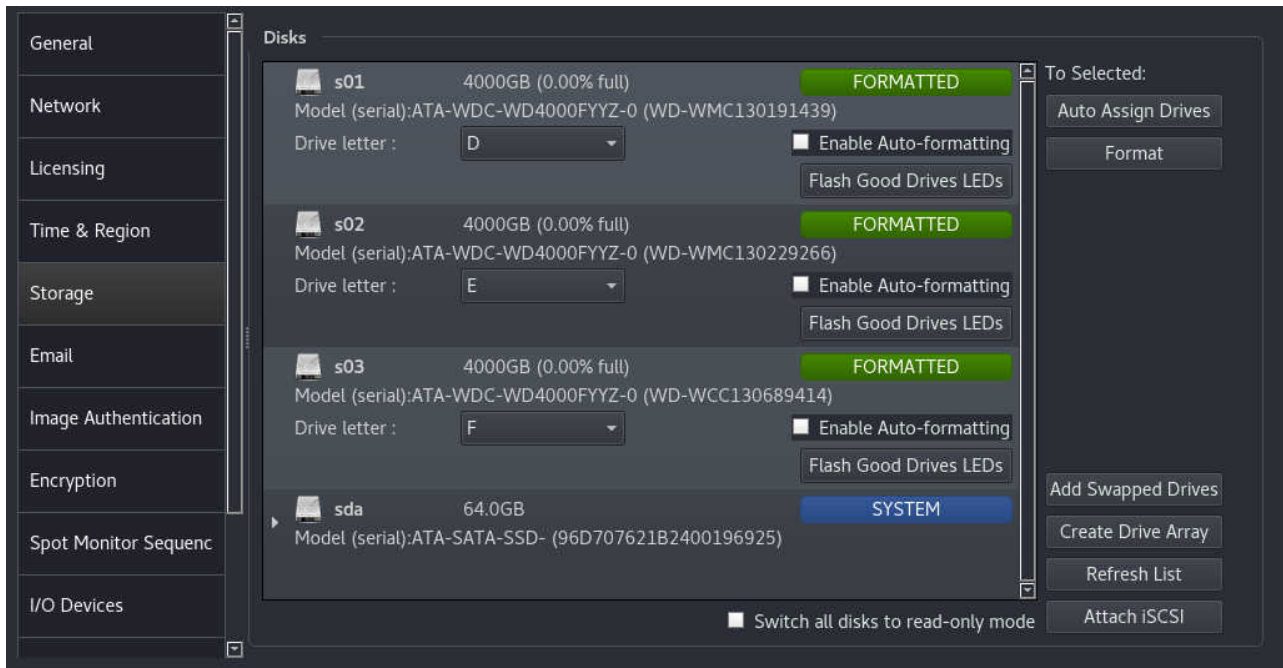 General
Network
Licensing
Time & Region
Storage
Email
Image Authentication
Encryption
Spot Monitor Sequenc
I/O Devices
Disks
s01 4000GB (0.00% full) FORMATTED
Model (serial):ATA-WDC-WD4000FYYZ-0 (WD-WMC130191439)
Drive letter : D Enable Auto-formatting
Flash Good Drives LEDs
s02 4000GB (0.00% full) FORMATTED
Model (serial):ATA-WDC-WD4000FYYZ-0 (WD-WMC130229266)
Drive letter : E Enable Auto-formatting
Flash Good Drives LEDs
s03 4000GB (0.00% full) FORMATTED
Model (serial):ATA-WDC-WD4000FYYZ-0 (WD-WCC130689414)
Drive letter : F Enable Auto-formatting
Flash Good Drives LEDs
sda 64.0GB SYSTEM
Model (serial):ATA-SATA-SSD- (96D707621B2400196925)
Switch all disks to read-only mode
To Selected:
Auto Assign Drives
Format
Add Swapped Drives
Create Drive Array
Refresh List
Attach iSCSI